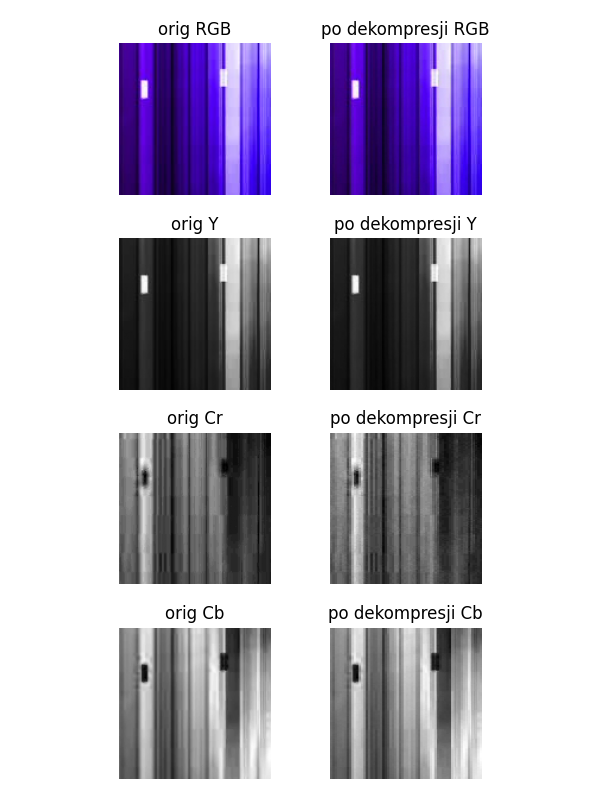 orig RGB
po dekompresji RGB
orig Y
po dekompresji Y
orig Cr
po dekompresji Cr
orig Cb
po dekompresji Cb